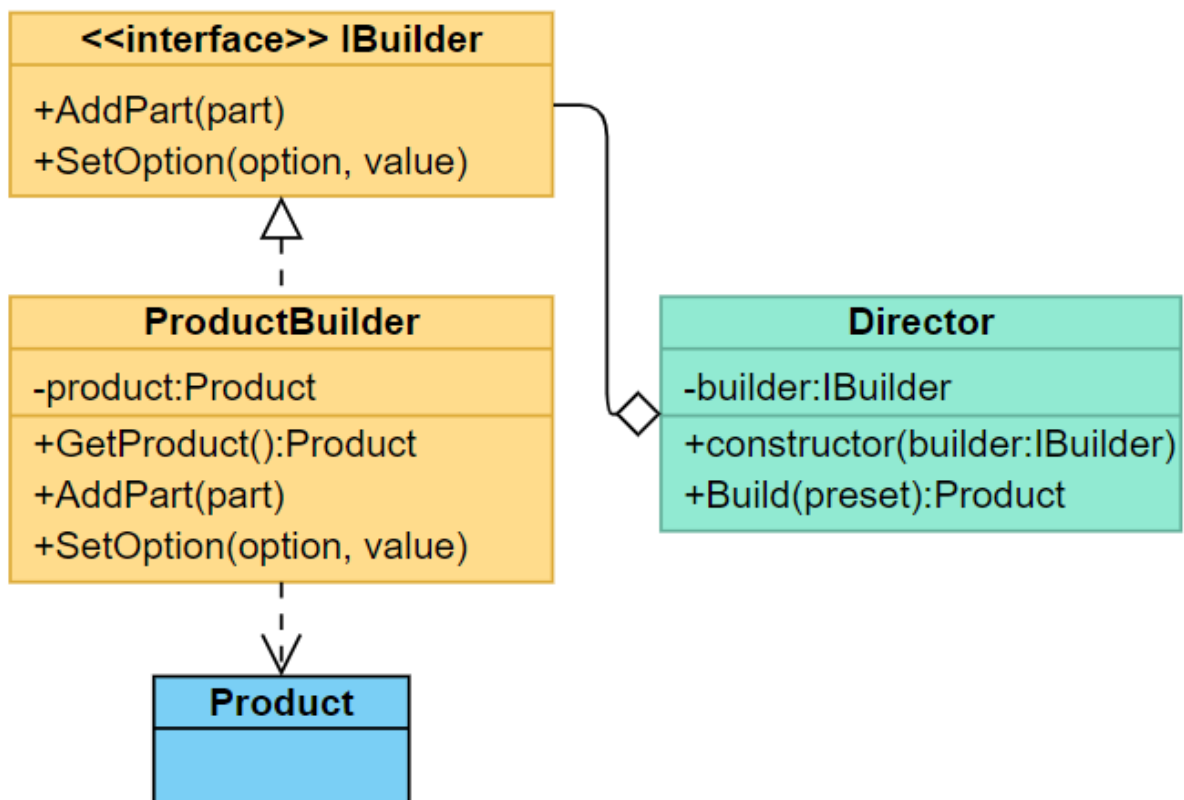 <<interface>> IBuilder
+AddPart(part)
+SetOption(option, value)
ProductBuilder
-product:Product
+GetProduct():Product
+AddPart(part)
+SetOption(option, value)
Director
-builder:IBuilder
+constructor(builder:IBuilder)
+Build(preset):Product
Product